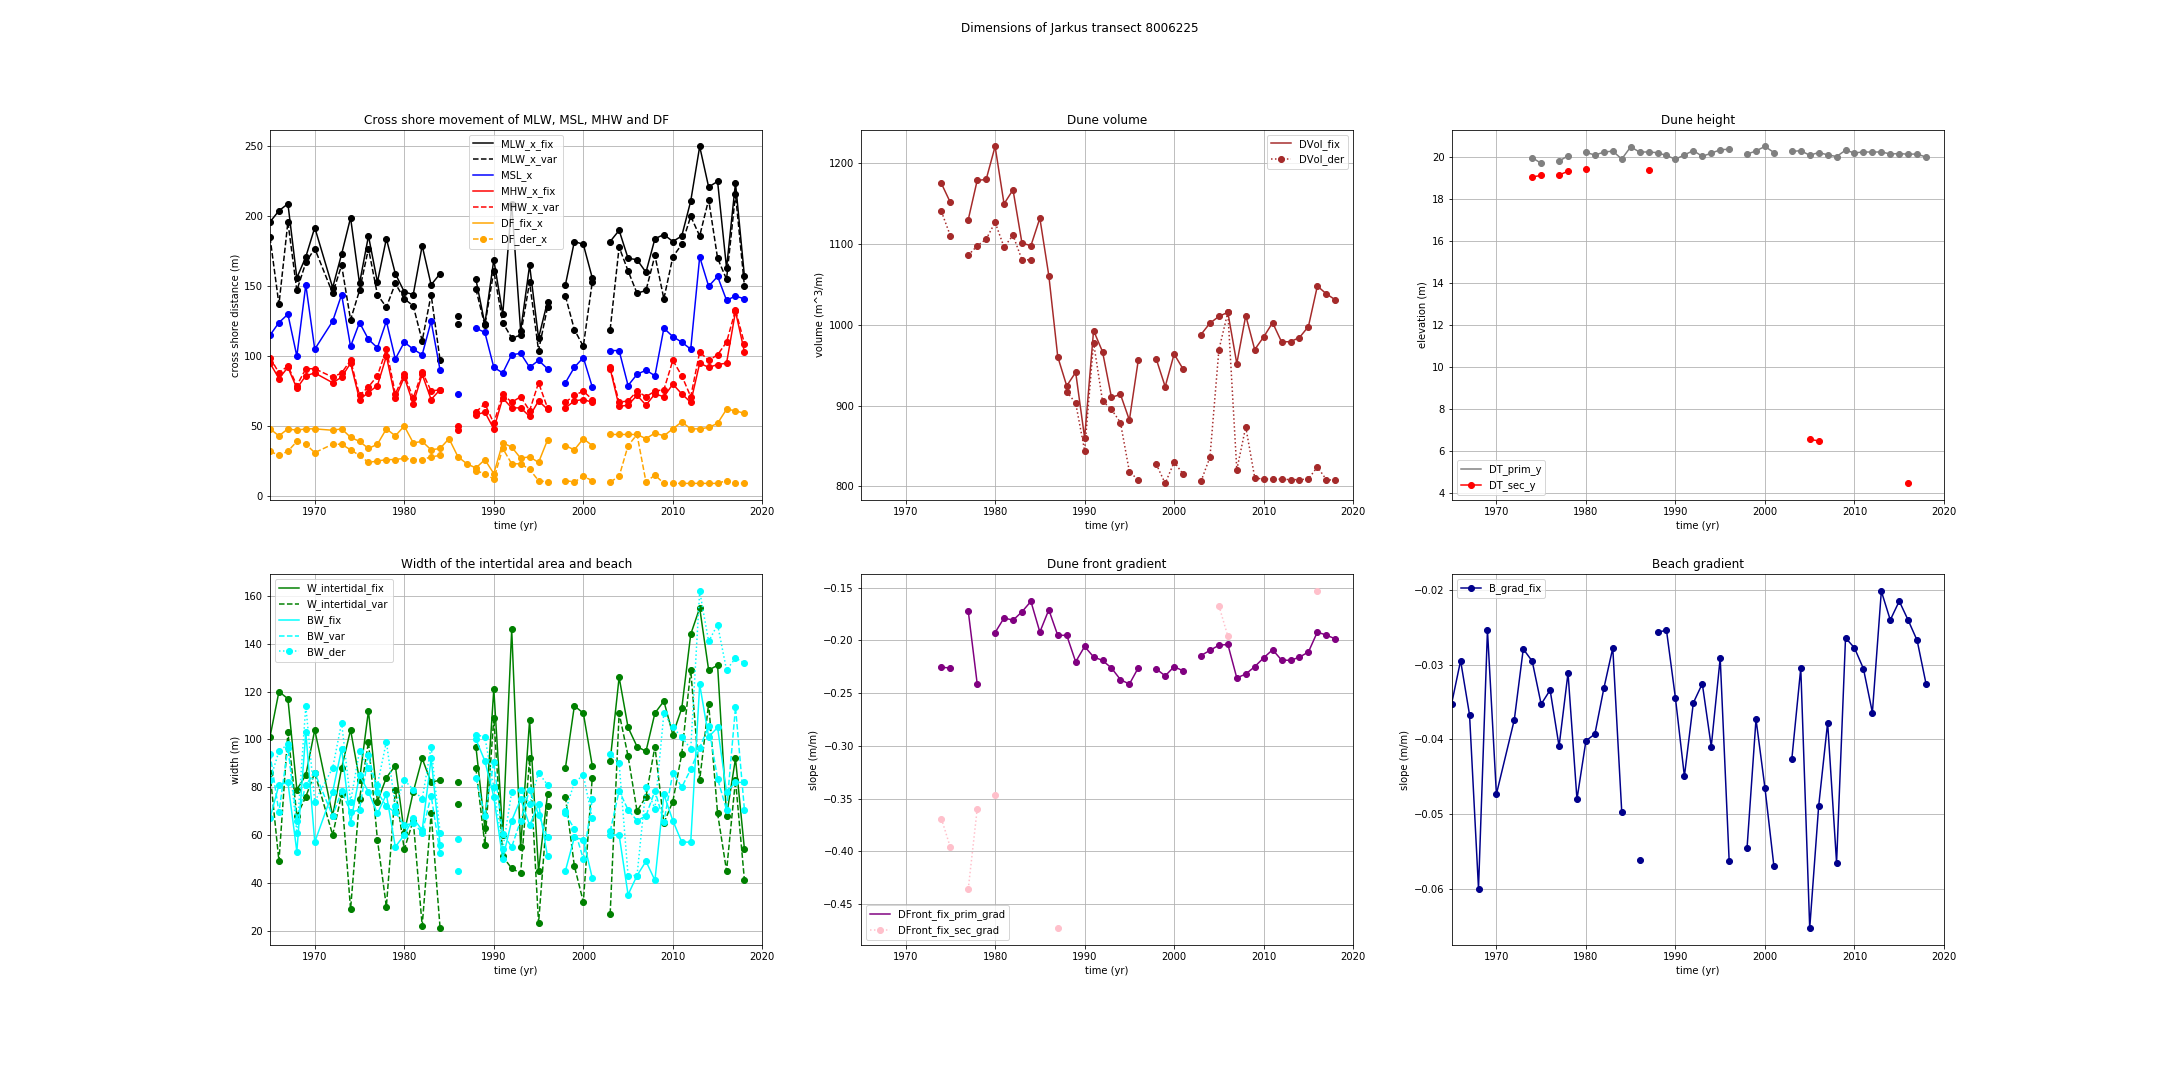 Dimensions of Jarkus transect 8006225
Cross shore movement of MLW, MSL, MHW and DF
250
200
150
100
50
0
cross shore distance (m)
MLW_x_fix
MLW_x_var
MSL_x
MHW_x_fix
MHW_x_var
DF_fix_x
DF_der_x
1970 1980 1990 2000 2010 2020
time (yr)
Dune volume
1200
1100
1000
900
800
volume (m^3/m)
DVol_fix
DVol_der
1970 1980 1990 2000 2010 2020
time (yr)
Dune height
20
18
16
14
12
10
8
6
4
elevation (m)
DT_prim_y
DT_sec_y
1970 1980 1990 2000 2010 2020
time (yr)
Width of the intertidal area and beach
160
140
120
100
80
60
40
20
width (m)
W_intertidal_fix
W_intertidal_var
BW_fix
BW_var
BW_der
1970 1980 1990 2000 2010 2020
time (yr)
Dune front gradient
−0.15
−0.20
−0.25
−0.30
−0.35
−0.40
−0.45
slope (m/m)
DFront_fix_prim_grad
DFront_fix_sec_grad
1970 1980 1990 2000 2010 2020
time (yr)
Beach gradient
−0.02
−0.03
−0.04
−0.05
−0.06
slope (m/m)
B_grad_fix
1970 1980 1990 2000 2010 2020
time (yr)